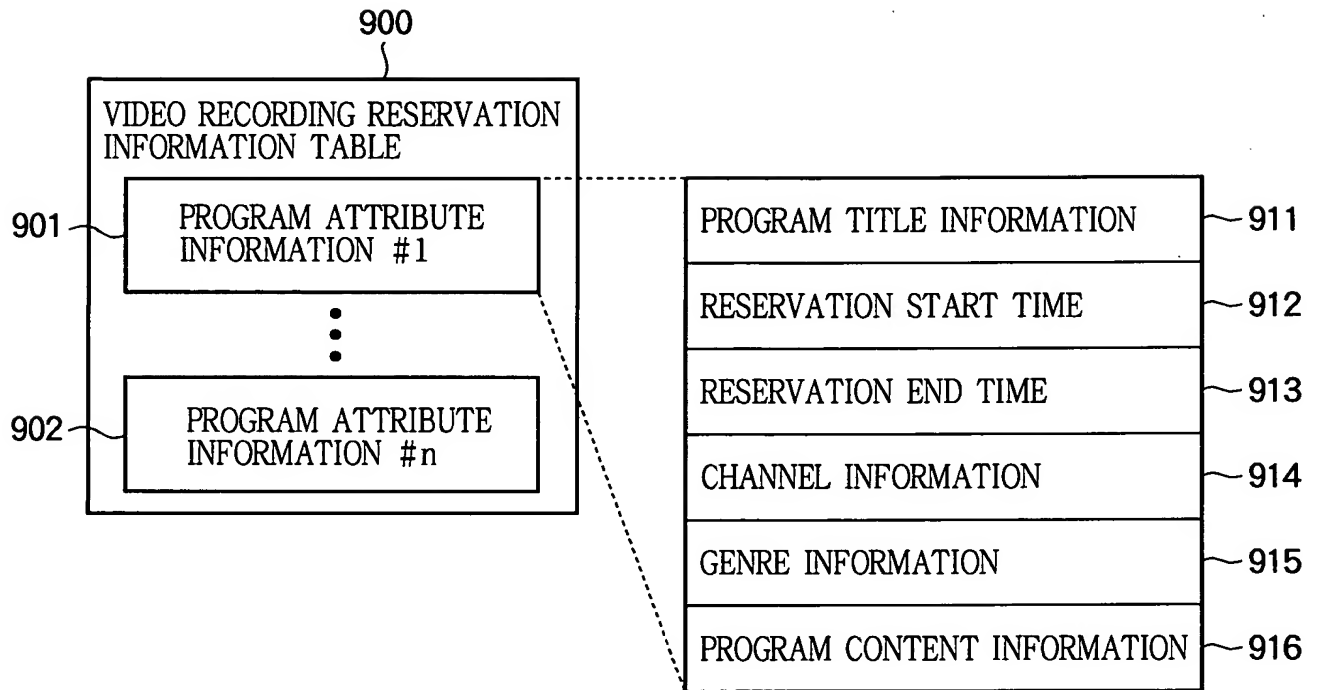 900
VIDEO RECORDING RESERVATION
INFORMATION TABLE
901
PROGRAM ATTRIBUTE
INFORMATION #1
902
PROGRAM ATTRIBUTE
INFORMATION #n
PROGRAM TITLE INFORMATION
911
RESERVATION START TIME
912
RESERVATION END TIME
913
CHANNEL INFORMATION
914
GENRE INFORMATION
915
PROGRAM CONTENT INFORMATION
916